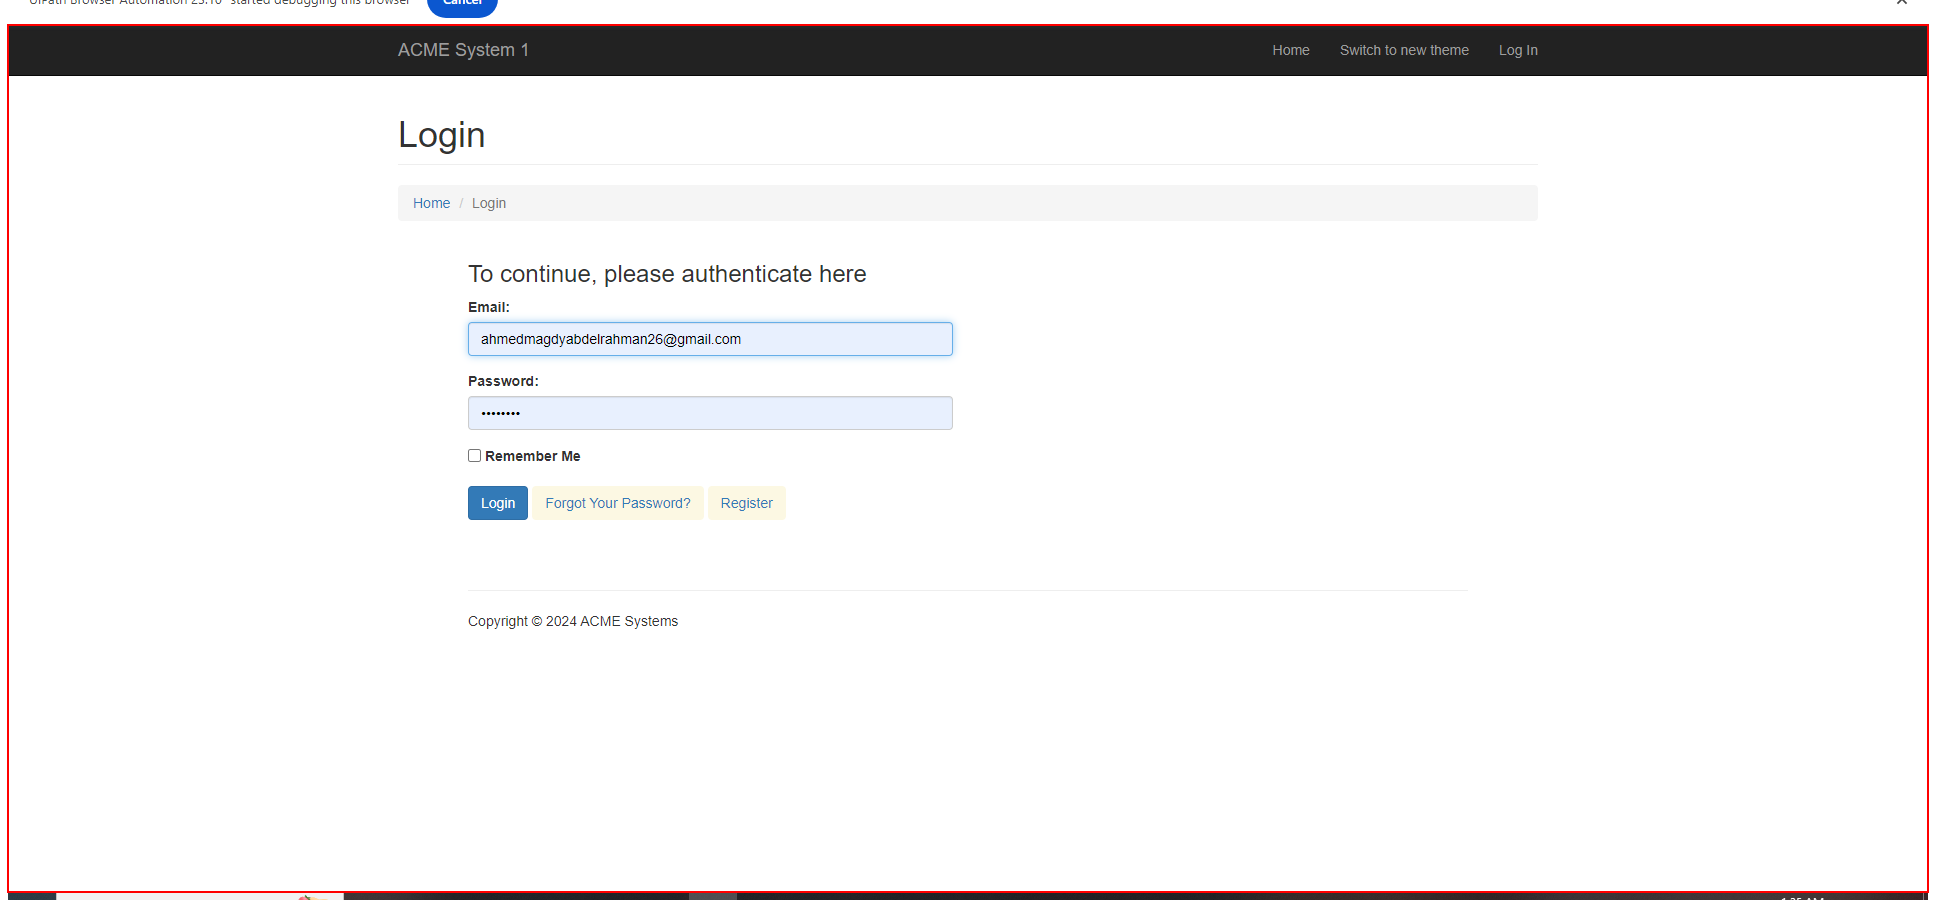 UiPath Browser Automation 23.10" started debugging this browser Cancel
ACME System 1 Home Switch to new theme Log In
Login
Home / Login
To continue, please authenticate here
Email:
ahmedmagdyabdelrahman26@gmail.com
Password:
••••••••
Remember Me
Login Forgot Your Password? Register
Copyright © 2024 ACME Systems